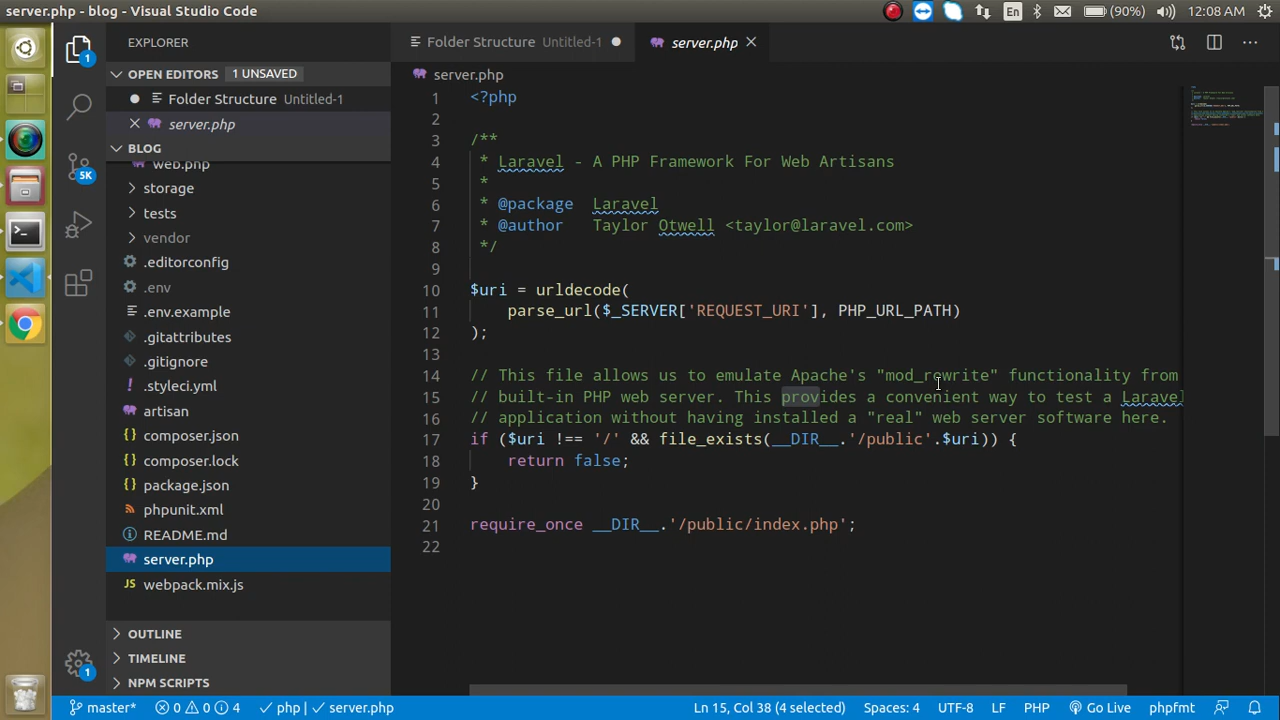 server.php - blog - Visual Studio Code
En
(90%)
12:08 AM
EXPLORER
OPEN EDITORS 1 UNSAVED
Folder Structure Untitled-1
server.php
BLOG
web.php
storage
tests
vendor
.editorconfig
.env
.env.example
.gitattributes
.gitignore
.styleci.yml
artisan
composer.json
composer.lock
package.json
phpunit.xml
README.md
server.php
webpack.mix.js
OUTLINE
TIMELINE
NPM SCRIPTS
1
5K
1
Folder Structure Untitled-1
server.php
server.php
1 <?php
2
3 /**
4 * Laravel - A PHP Framework For Web Artisans
5 *
6 * @package Laravel
7 * @author Taylor Otwell <taylor@laravel.com>
8 */
9
10 $uri = urldecode(
11 parse_url($_SERVER['REQUEST_URI'], PHP_URL_PATH)
12 );
13
14 // This file allows us to emulate Apache's "mod_rewrite" functionality from
15 // built-in PHP web server. This provides a convenient way to test a Laravel
16 // application without having installed a "real" web server software here.
17 if ($uri !== '/' && file_exists(__DIR__.'/public'.$uri)) {
18 return false;
19 }
20
21 require_once __DIR__.'/public/index.php';
22
master* 0 0 4 php | server.php Ln 15, Col 38 (4 selected) Spaces: 4 UTF-8 LF PHP Go Live phpfmt